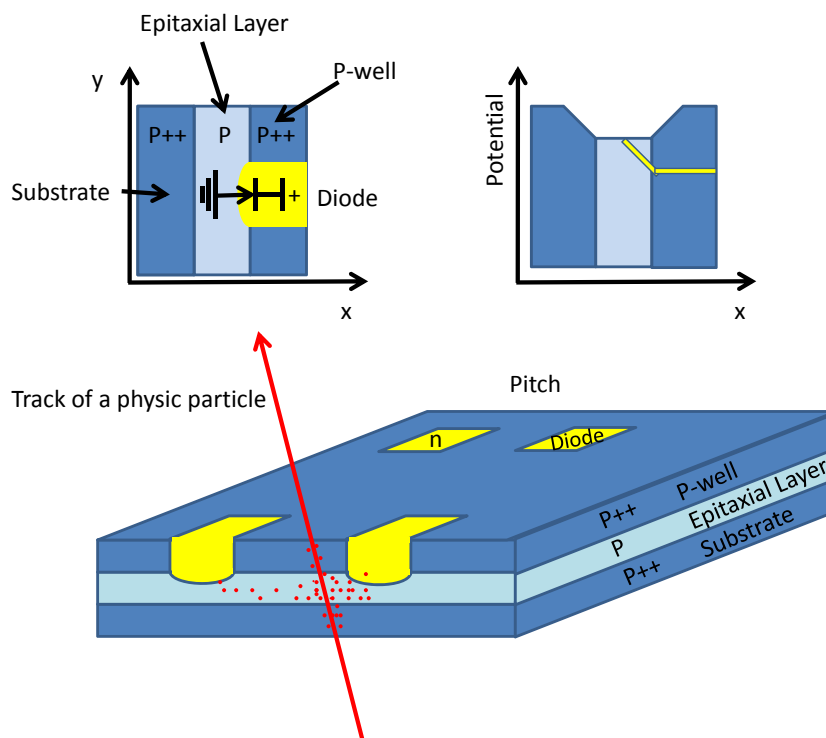 Epitaxial Layer
P-well
y
P++ P P++
Substrate
+
Diode
x
Potential
x
Track of a physic particle
Pitch
n
Diode
P++ P-well
P Epitaxial Layer
P++ Substrate